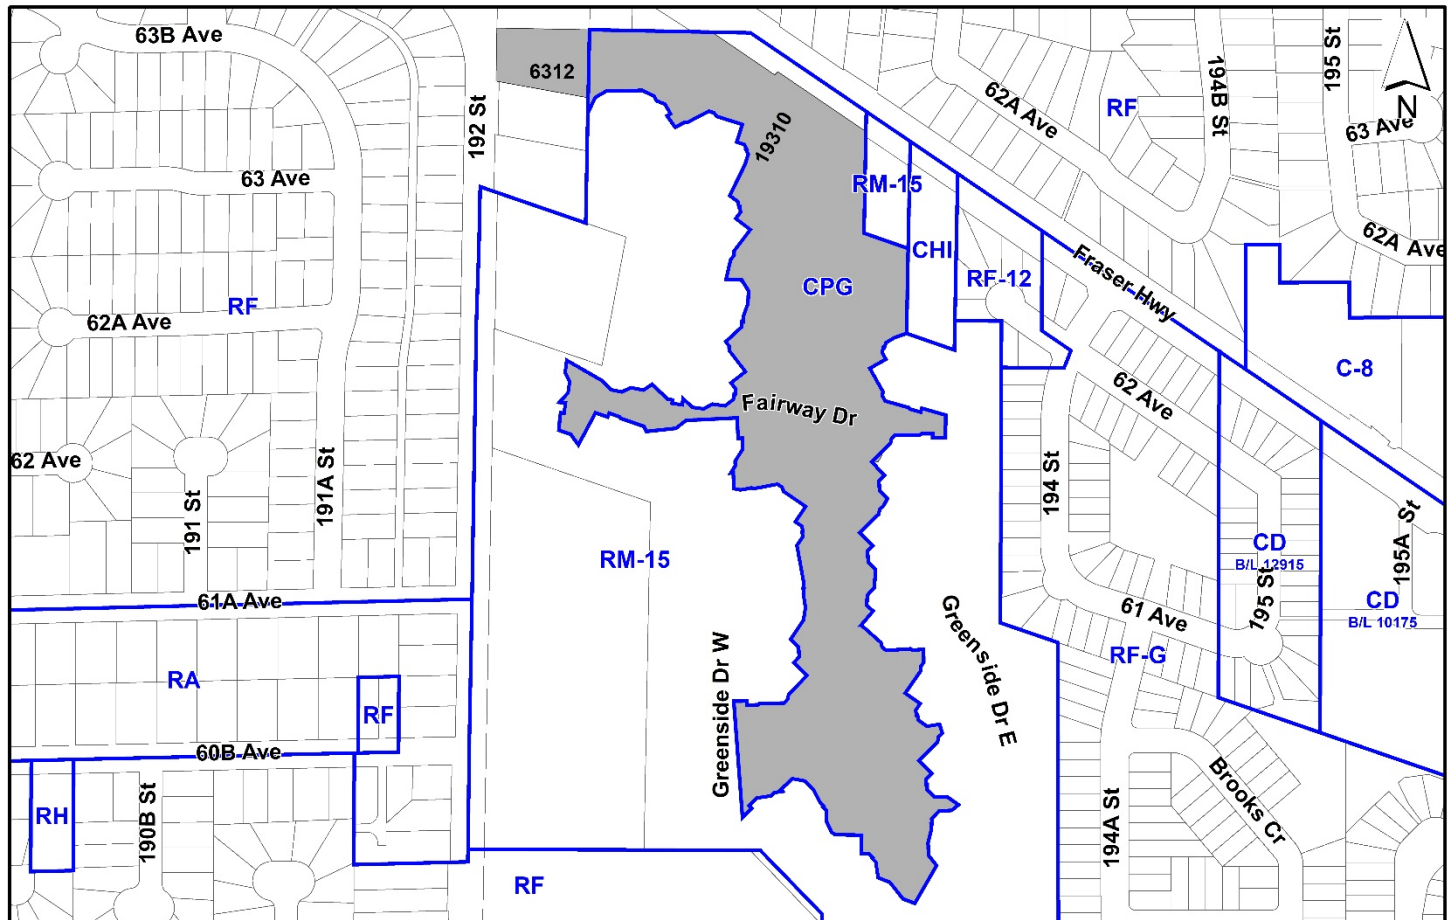 63B Ave
6312
192 St
19310
62A Ave
RF
194B St
195 St
N
63 Ave
63 Ave
RM-15
62A Ave
CHI
RF-12
Fraser Hwy
CPG
RF
62A Ave
C-8
62 Ave
Fairway Dr
62 Ave
191A St
191 St
194 St
195A St
RM-15
CD
B/L 12915
195 St
CD
B/L 10175
61A Ave
61 Ave
Greenside Dr E
RF-G
RA
Greenside Dr W
RF
60B Ave
Brooks Cr
RH
190B St
194A St
RF